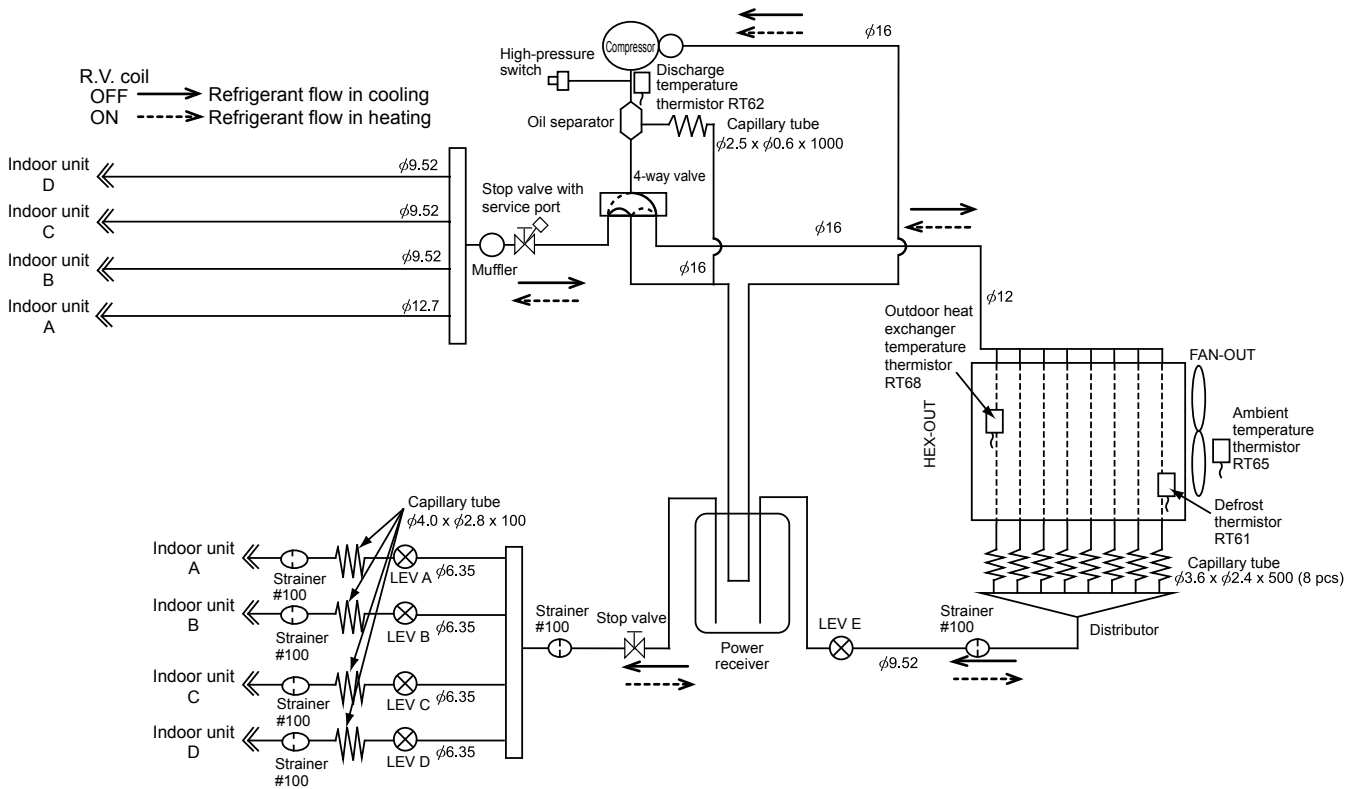 Compressor
φ16
High-pressure
switch
Discharge
temperature
thermistor RT62
R.V. coil
OFF Refrigerant flow in cooling
ON Refrigerant flow in heating
Oil separator
Capillary tube
φ2.5 x φ0.6 x 1000
Indoor unit
D
φ9.52
Indoor unit
C
φ9.52
Indoor unit
B
φ9.52
Indoor unit
A
φ12.7
Stop valve with
service port
Muffler
4-way valve
φ16
φ16
φ12
Outdoor heat
exchanger
temperature
thermistor
RT68
HEX-OUT
FAN-OUT
Ambient
temperature
thermistor
RT65
Defrost
thermistor
RT61
Capillary tube
φ3.6 x φ2.4 x 500 (8 pcs)
Distributor
Capillary tube
φ4.0 x φ2.8 x 100
Indoor unit
A
Strainer
#100
LEV A
φ6.35
Indoor unit
B
Strainer
#100
LEV B
φ6.35
Indoor unit
C
Strainer
#100
LEV C
φ6.35
Indoor unit
D
Strainer
#100
LEV D
φ6.35
Strainer
#100
Stop valve
Power
receiver
LEV E
φ9.52
Strainer
#100